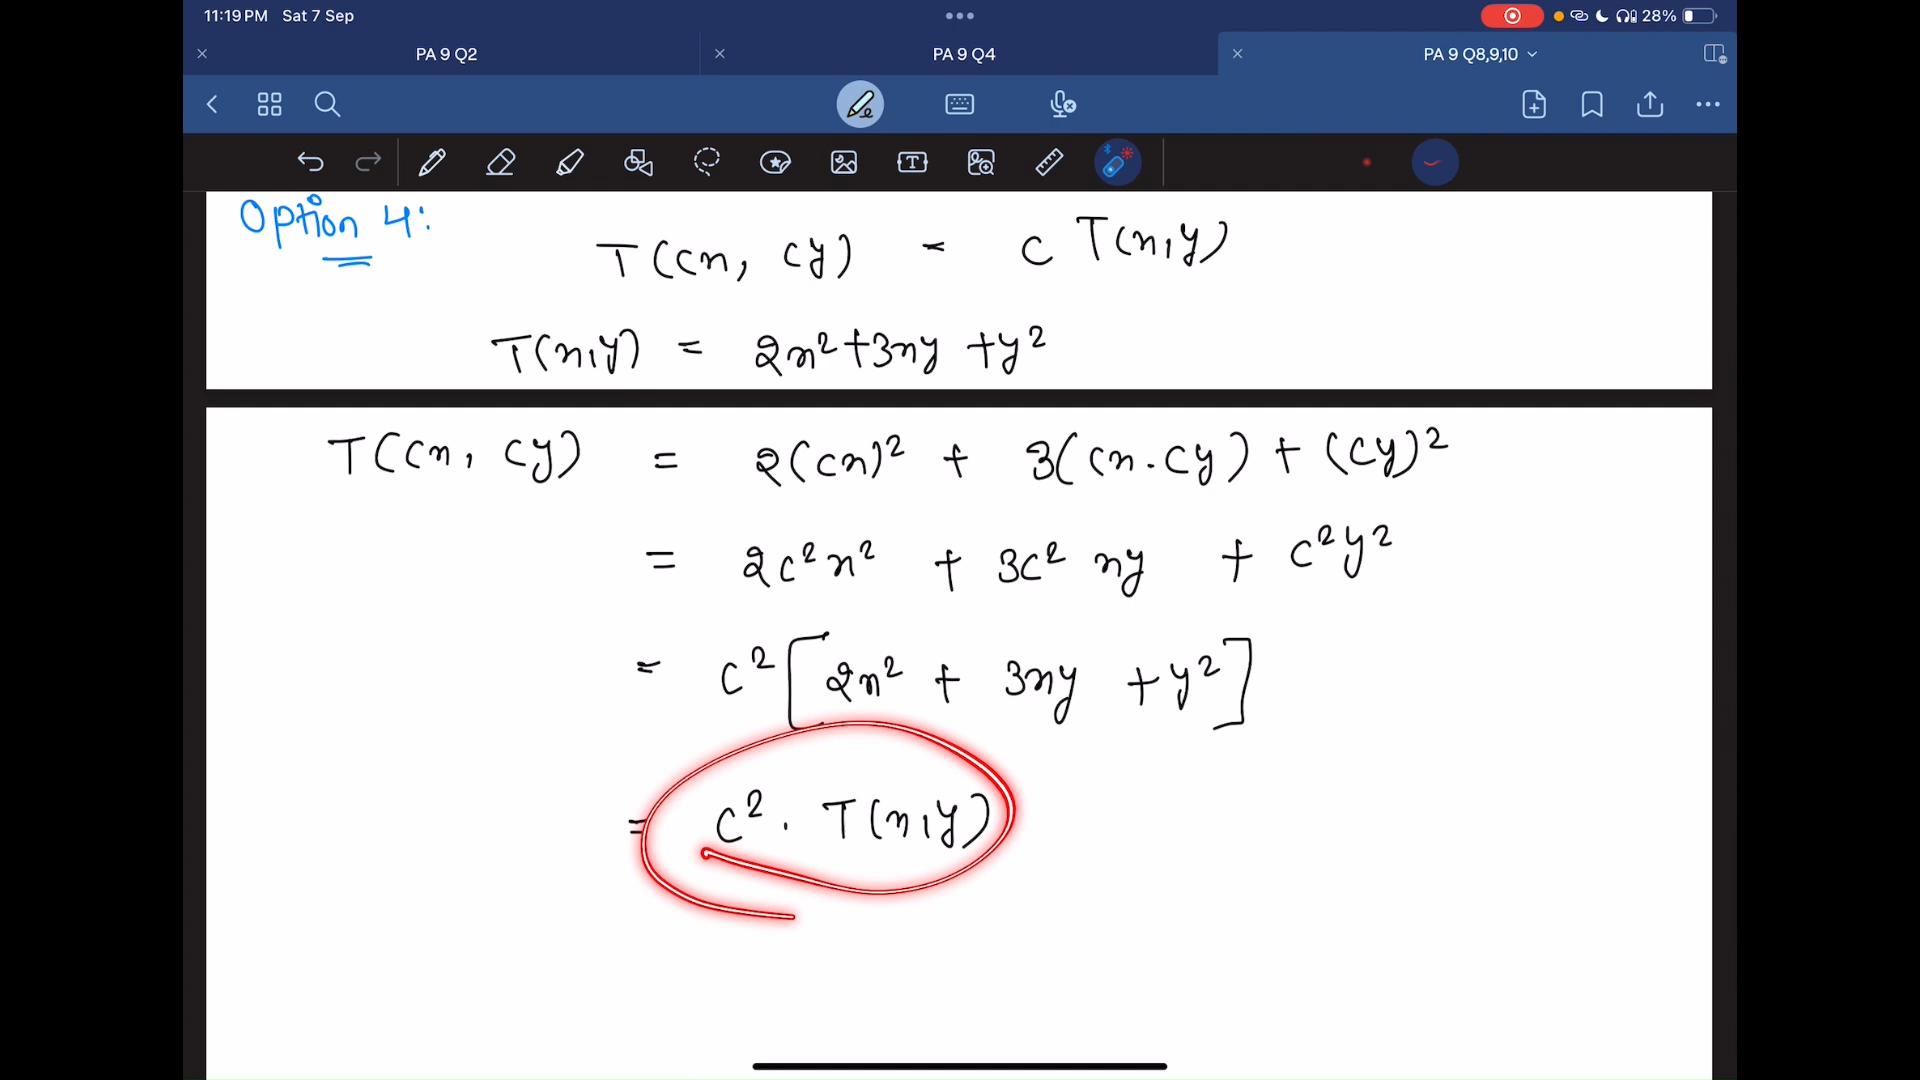 11:19 PM Sat 7 Sep
28%
PA 9 Q2
PA 9 Q4
PA 9 Q8,9,10
Option 4:
T(cx, cy) = c T(x,y)
T(x,y) = 2x² + 3xy + y²
T(cx, cy) = 2(cx)² + 3(cx . cy) + (cy)²
= 2c²x² + 3c² xy + c²y²
= c² [2x² + 3xy + y²]
= c² . T(x,y)